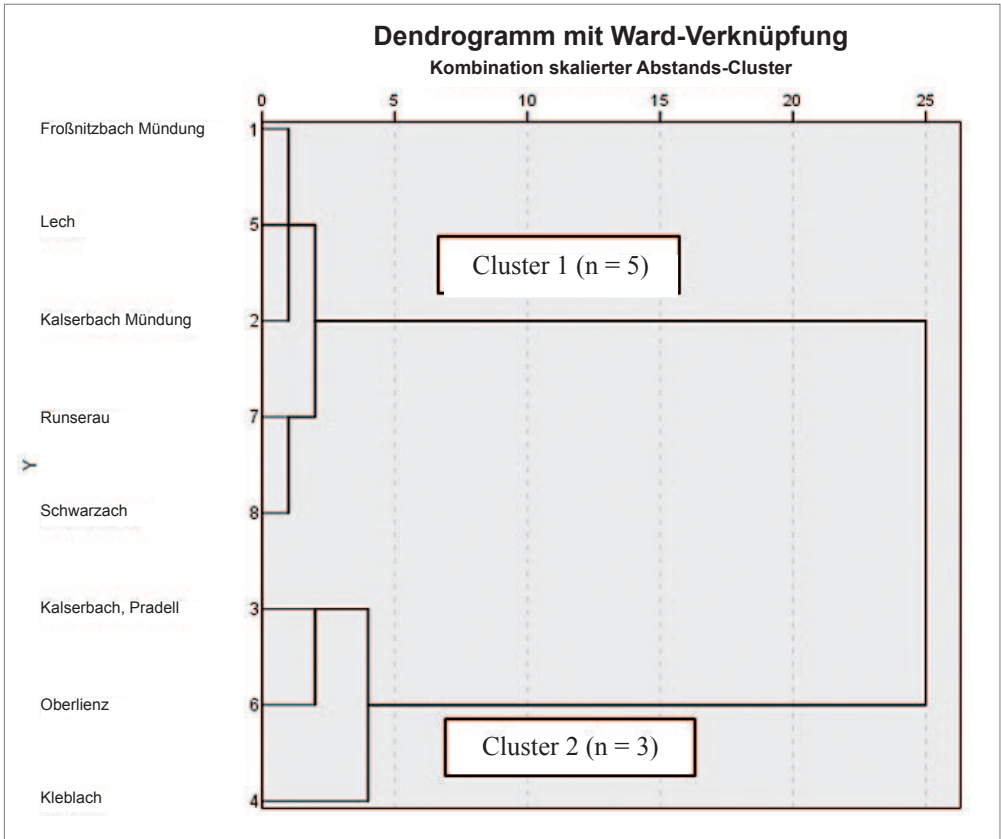 Dendrogramm mit Ward-Verknüpfung
Kombination skalierter Abstands-Cluster
0 5 10 15 20 25
Froßnitzbach Mündung 1
Lech 5
Cluster 1 (n = 5)
Kalserbach Mündung 2
Runserau 7
Y
Schwarzach 8
Kalserbach, Pradell 3
Oberlienz 6
Cluster 2 (n = 3)
Kleblach 4